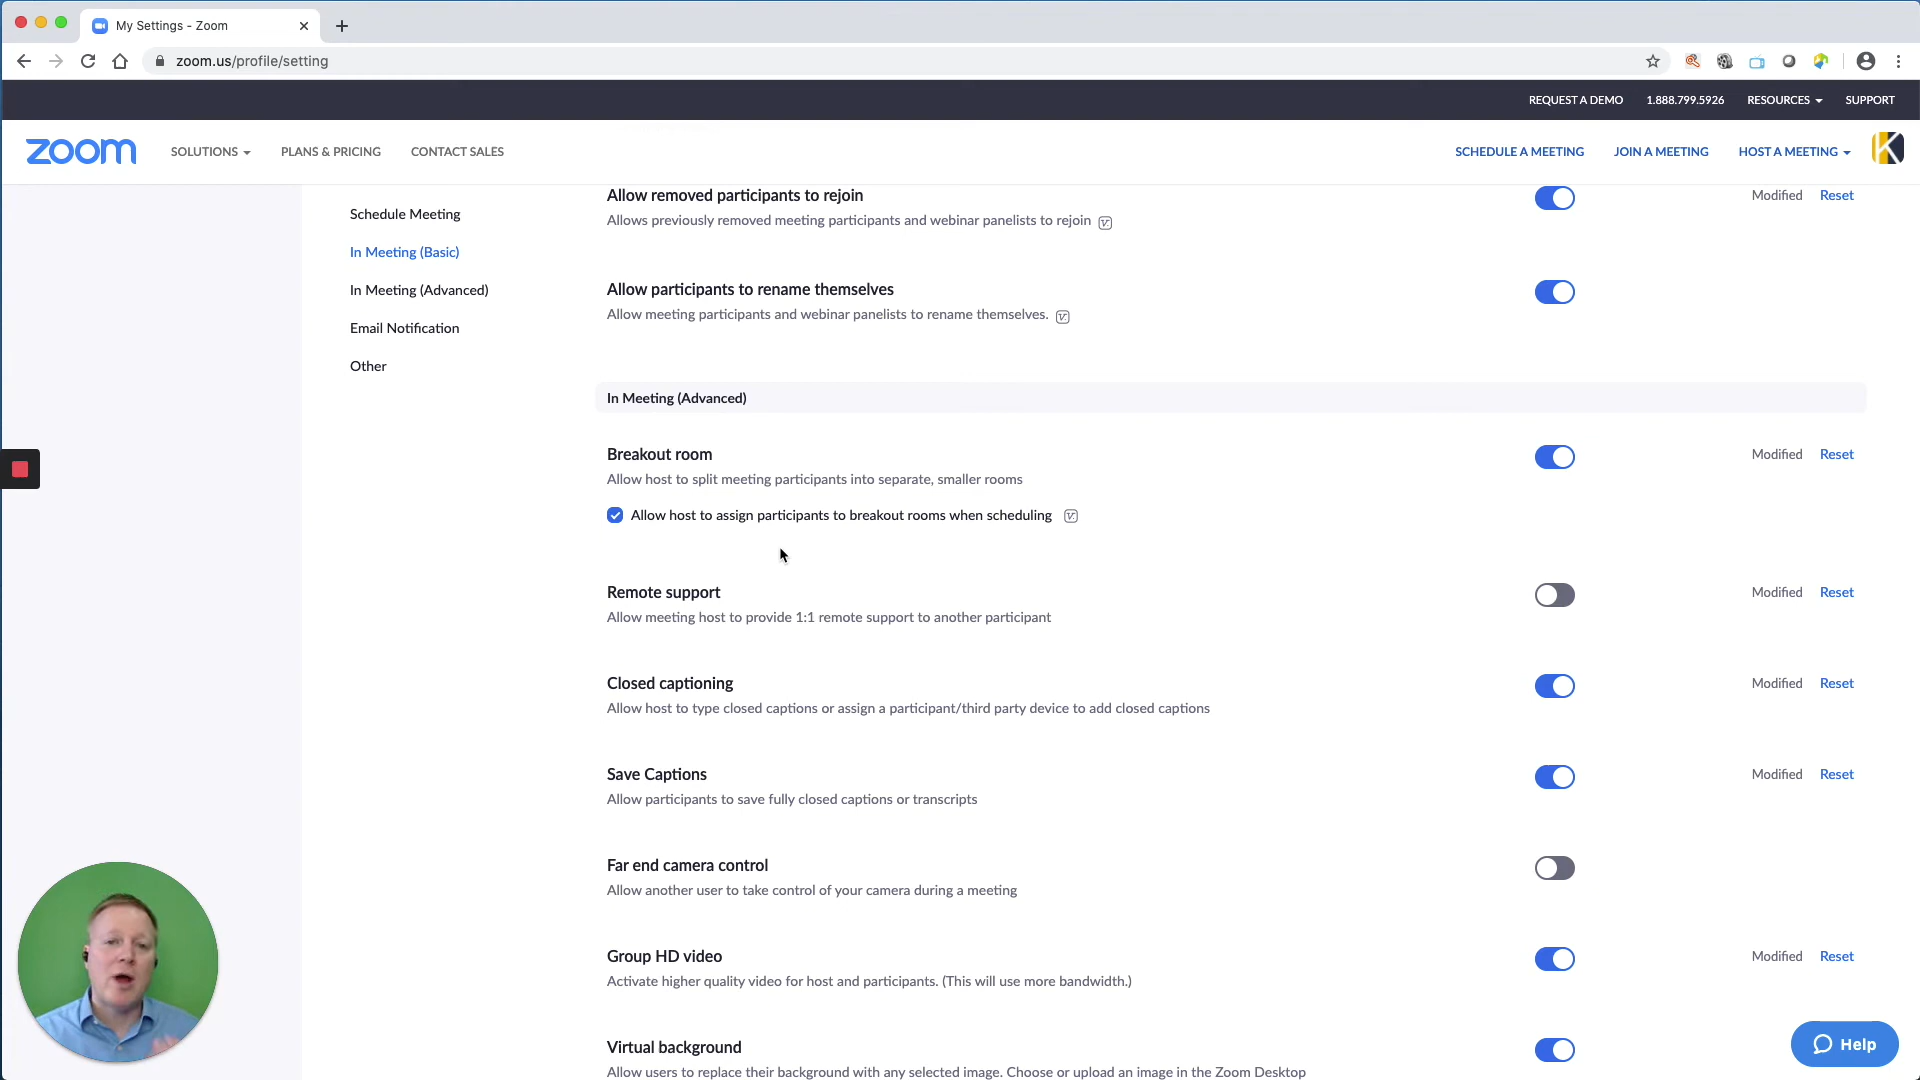 My Settings - Zoom
zoom.us/profile/setting
REQUEST A DEMO 1.888.799.5926 RESOURCES SUPPORT
zoom SOLUTIONS PLANS & PRICING CONTACT SALES SCHEDULE A MEETING JOIN A MEETING HOST A MEETING K
Schedule Meeting
In Meeting (Basic)
In Meeting (Advanced)
Email Notification
Other
Allow removed participants to rejoin Modified Reset
Allows previously removed meeting participants and webinar panelists to rejoin
Allow participants to rename themselves
Allow meeting participants and webinar panelists to rename themselves.
In Meeting (Advanced)
Breakout room Modified Reset
Allow host to split meeting participants into separate, smaller rooms
Allow host to assign participants to breakout rooms when scheduling
Remote support Modified Reset
Allow meeting host to provide 1:1 remote support to another participant
Closed captioning Modified Reset
Allow host to type closed captions or assign a participant/third party device to add closed captions
Save Captions Modified Reset
Allow participants to save fully closed captions or transcripts
Far end camera control
Allow another user to take control of your camera during a meeting
Group HD video Modified Reset
Activate higher quality video for host and participants. (This will use more bandwidth.)
Virtual background
Allow users to replace their background with any selected image. Choose or upload an image in the Zoom Desktop
Help